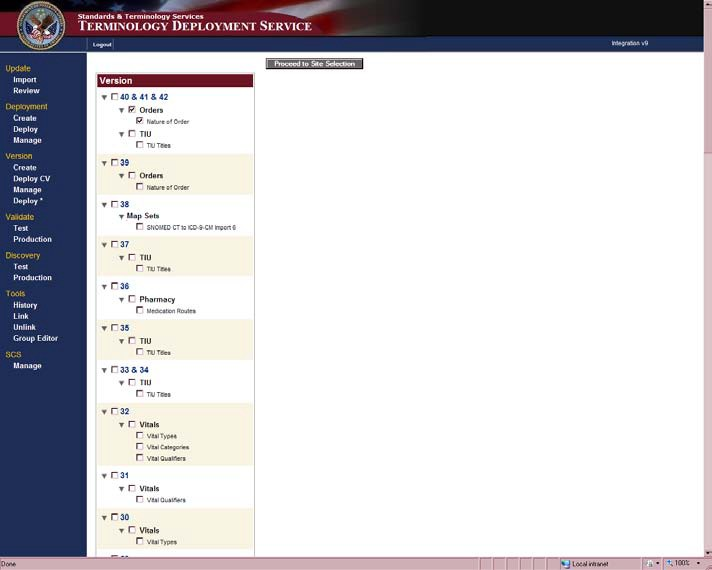 Standards & Terminology Services
TERMINOLOGY DEPLOYMENT SERVICE
Logout
Integration v9
Update
Import
Review
Deployment
Create
Deploy
Manage
Version
Create
Deploy CV
Manage
Deploy *
Validate
Test
Production
Discovery
Test
Production
Tools
History
Link
Unlink
Group Editor
SCS
Manage
Proceed to Site Selection
Version
40 & 41 & 42
Orders
Nature of Order
TIU
TIU Titles
39
Orders
Nature of Order
38
Map Sets
SNOMED CT to ICD-9-CM Import 6
37
TIU
TIU Titles
36
Pharmacy
Medication Routes
35
TIU
TIU Titles
33 & 34
TIU
TIU Titles
32
Vitals
Vital Types
Vital Categories
Vital Qualifiers
31
Vitals
Vital Qualifiers
30
Vitals
Vital Types
Done
Local intranet
100%